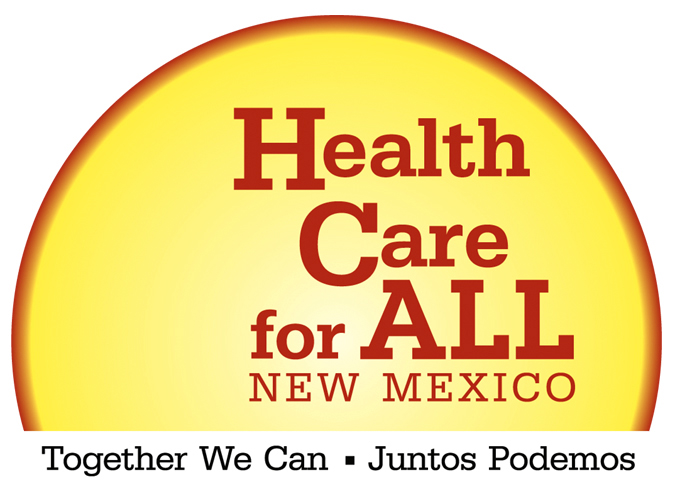 Health
Care
for ALL
NEW MEXICO
Together We Can ▪ Juntos Podemos